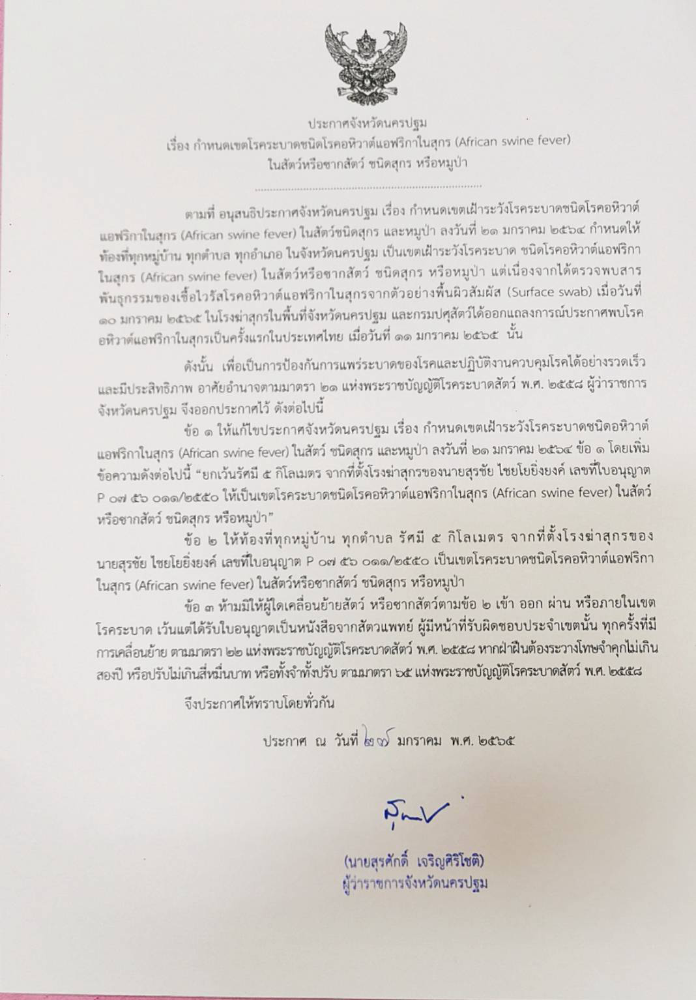 ประกาศจังหวัดนครปฐม
เรื่อง กำหนดเขตโรคระบาดชนิดโรคอหิวาต์แอฟริกาในสุกร (African swine fever)
ในสัตว์หรือซากสัตว์ ชนิดสุกร หรือหมูป่า
ตามที่ อนุสนธิประกาศจังหวัดนครปฐม เรื่อง กำหนดเขตเฝ้าระวังโรคระบาดชนิดโรคอหิวาต์
แอฟริกาในสุกร (African swine fever) ในสัตว์ชนิดสุกร และหมูป่า ลงวันที่ ๒๑ มกราคม ๒๕๖๔ กำหนดให้
ท้องที่ทุกหมู่บ้าน ทุกตำบล ทุกอำเภอ ในจังหวัดนครปฐม เป็นเขตเฝ้าระวังโรคระบาด ชนิดโรคอหิวาต์แอฟริกา
ในสุกร (African swine fever) ในสัตว์หรือซากสัตว์ ชนิดสุกร หรือหมูป่า แต่เนื่องจากได้ตรวจพบสาร
พันธุกรรมของเชื้อไวรัสโรคอหิวาต์แอฟริกาในสุกรจากตัวอย่างพื้นผิวสัมผัส (Surface swab) เมื่อวันที่
๑๐ มกราคม ๒๕๖๕ ในโรงฆ่าสุกรในพื้นที่จังหวัดนครปฐม และกรมปศุสัตว์ได้ออกแถลงการณ์ประกาศพบโรค
อหิวาต์แอฟริกาในสุกรเป็นครั้งแรกในประเทศไทย เมื่อวันที่ ๑๑ มกราคม ๒๕๖๕ นั้น
ดังนั้น เพื่อเป็นการป้องกันการแพร่ระบาดของโรคและปฏิบัติงานควบคุมโรคได้อย่างรวดเร็ว
และมีประสิทธิภาพ อาศัยอำนาจตามมาตรา ๒๑ แห่งพระราชบัญญัติโรคระบาดสัตว์ พ.ศ. ๒๕๕๘ ผู้ว่าราชการ
จังหวัดนครปฐม จึงออกประกาศไว้ ดังต่อไปนี้
ข้อ ๑ ให้แก้ไขประกาศจังหวัดนครปฐม เรื่อง กำหนดเขตเฝ้าระวังโรคระบาดชนิดอหิวาต์
แอฟริกาในสุกร (African swine fever) ในสัตว์ ชนิดสุกร และหมูป่า ลงวันที่ ๒๑ มกราคม ๒๕๖๔ ข้อ ๑ โดยเพิ่ม
ข้อความดังต่อไปนี้ “ยกเว้นรัศมี ๕ กิโลเมตร จากที่ตั้งโรงฆ่าสุกรของนายสุรชัย ไชยโยยิ่งยงค์ เลขที่ใบอนุญาต
P ๐๗ ๕๖ ๐๑๑/๒๕๕๐ ให้เป็นเขตโรคระบาดชนิดโรคอหิวาต์แอฟริกาในสุกร (African swine fever) ในสัตว์
หรือซากสัตว์ ชนิดสุกร หรือหมูป่า”
ข้อ ๒ ให้ท้องที่ทุกหมู่บ้าน ทุกตำบล รัศมี ๕ กิโลเมตร จากที่ตั้งโรงฆ่าสุกรของ
นายสุรชัย ไชยโยยิ่งยงค์ เลขที่ใบอนุญาต P ๐๗ ๕๖ ๐๑๑/๒๕๕๐ เป็นเขตโรคระบาดชนิดโรคอหิวาต์แอฟริกา
ในสุกร (African swine fever) ในสัตว์หรือซากสัตว์ ชนิดสุกร หรือหมูป่า
ข้อ ๓ ห้ามมิให้ผู้ใดเคลื่อนย้ายสัตว์ หรือซากสัตว์ตามข้อ ๒ เข้า ออก ผ่าน หรือภายในเขต
โรคระบาด เว้นแต่ได้รับใบอนุญาตเป็นหนังสือจากสัตวแพทย์ ผู้มีหน้าที่รับผิดชอบประจำเขตนั้น ทุกครั้งที่มี
การเคลื่อนย้าย ตามมาตรา ๒๒ แห่งพระราชบัญญัติโรคระบาดสัตว์ พ.ศ. ๒๕๕๘ หากฝ่าฝืนต้องระวางโทษจำคุกไม่เกิน
สองปี หรือปรับไม่เกินสี่หมื่นบาท หรือทั้งจำทั้งปรับ ตามมาตรา ๖๕ แห่งพระราชบัญญัติโรคระบาดสัตว์ พ.ศ. ๒๕๕๘
จึงประกาศให้ทราบโดยทั่วกัน
ประกาศ ณ วันที่ ๒๗ มกราคม พ.ศ. ๒๕๖๕
(นายสุรศักดิ์ เจริญศิริโชติ)
ผู้ว่าราชการจังหวัดนครปฐม